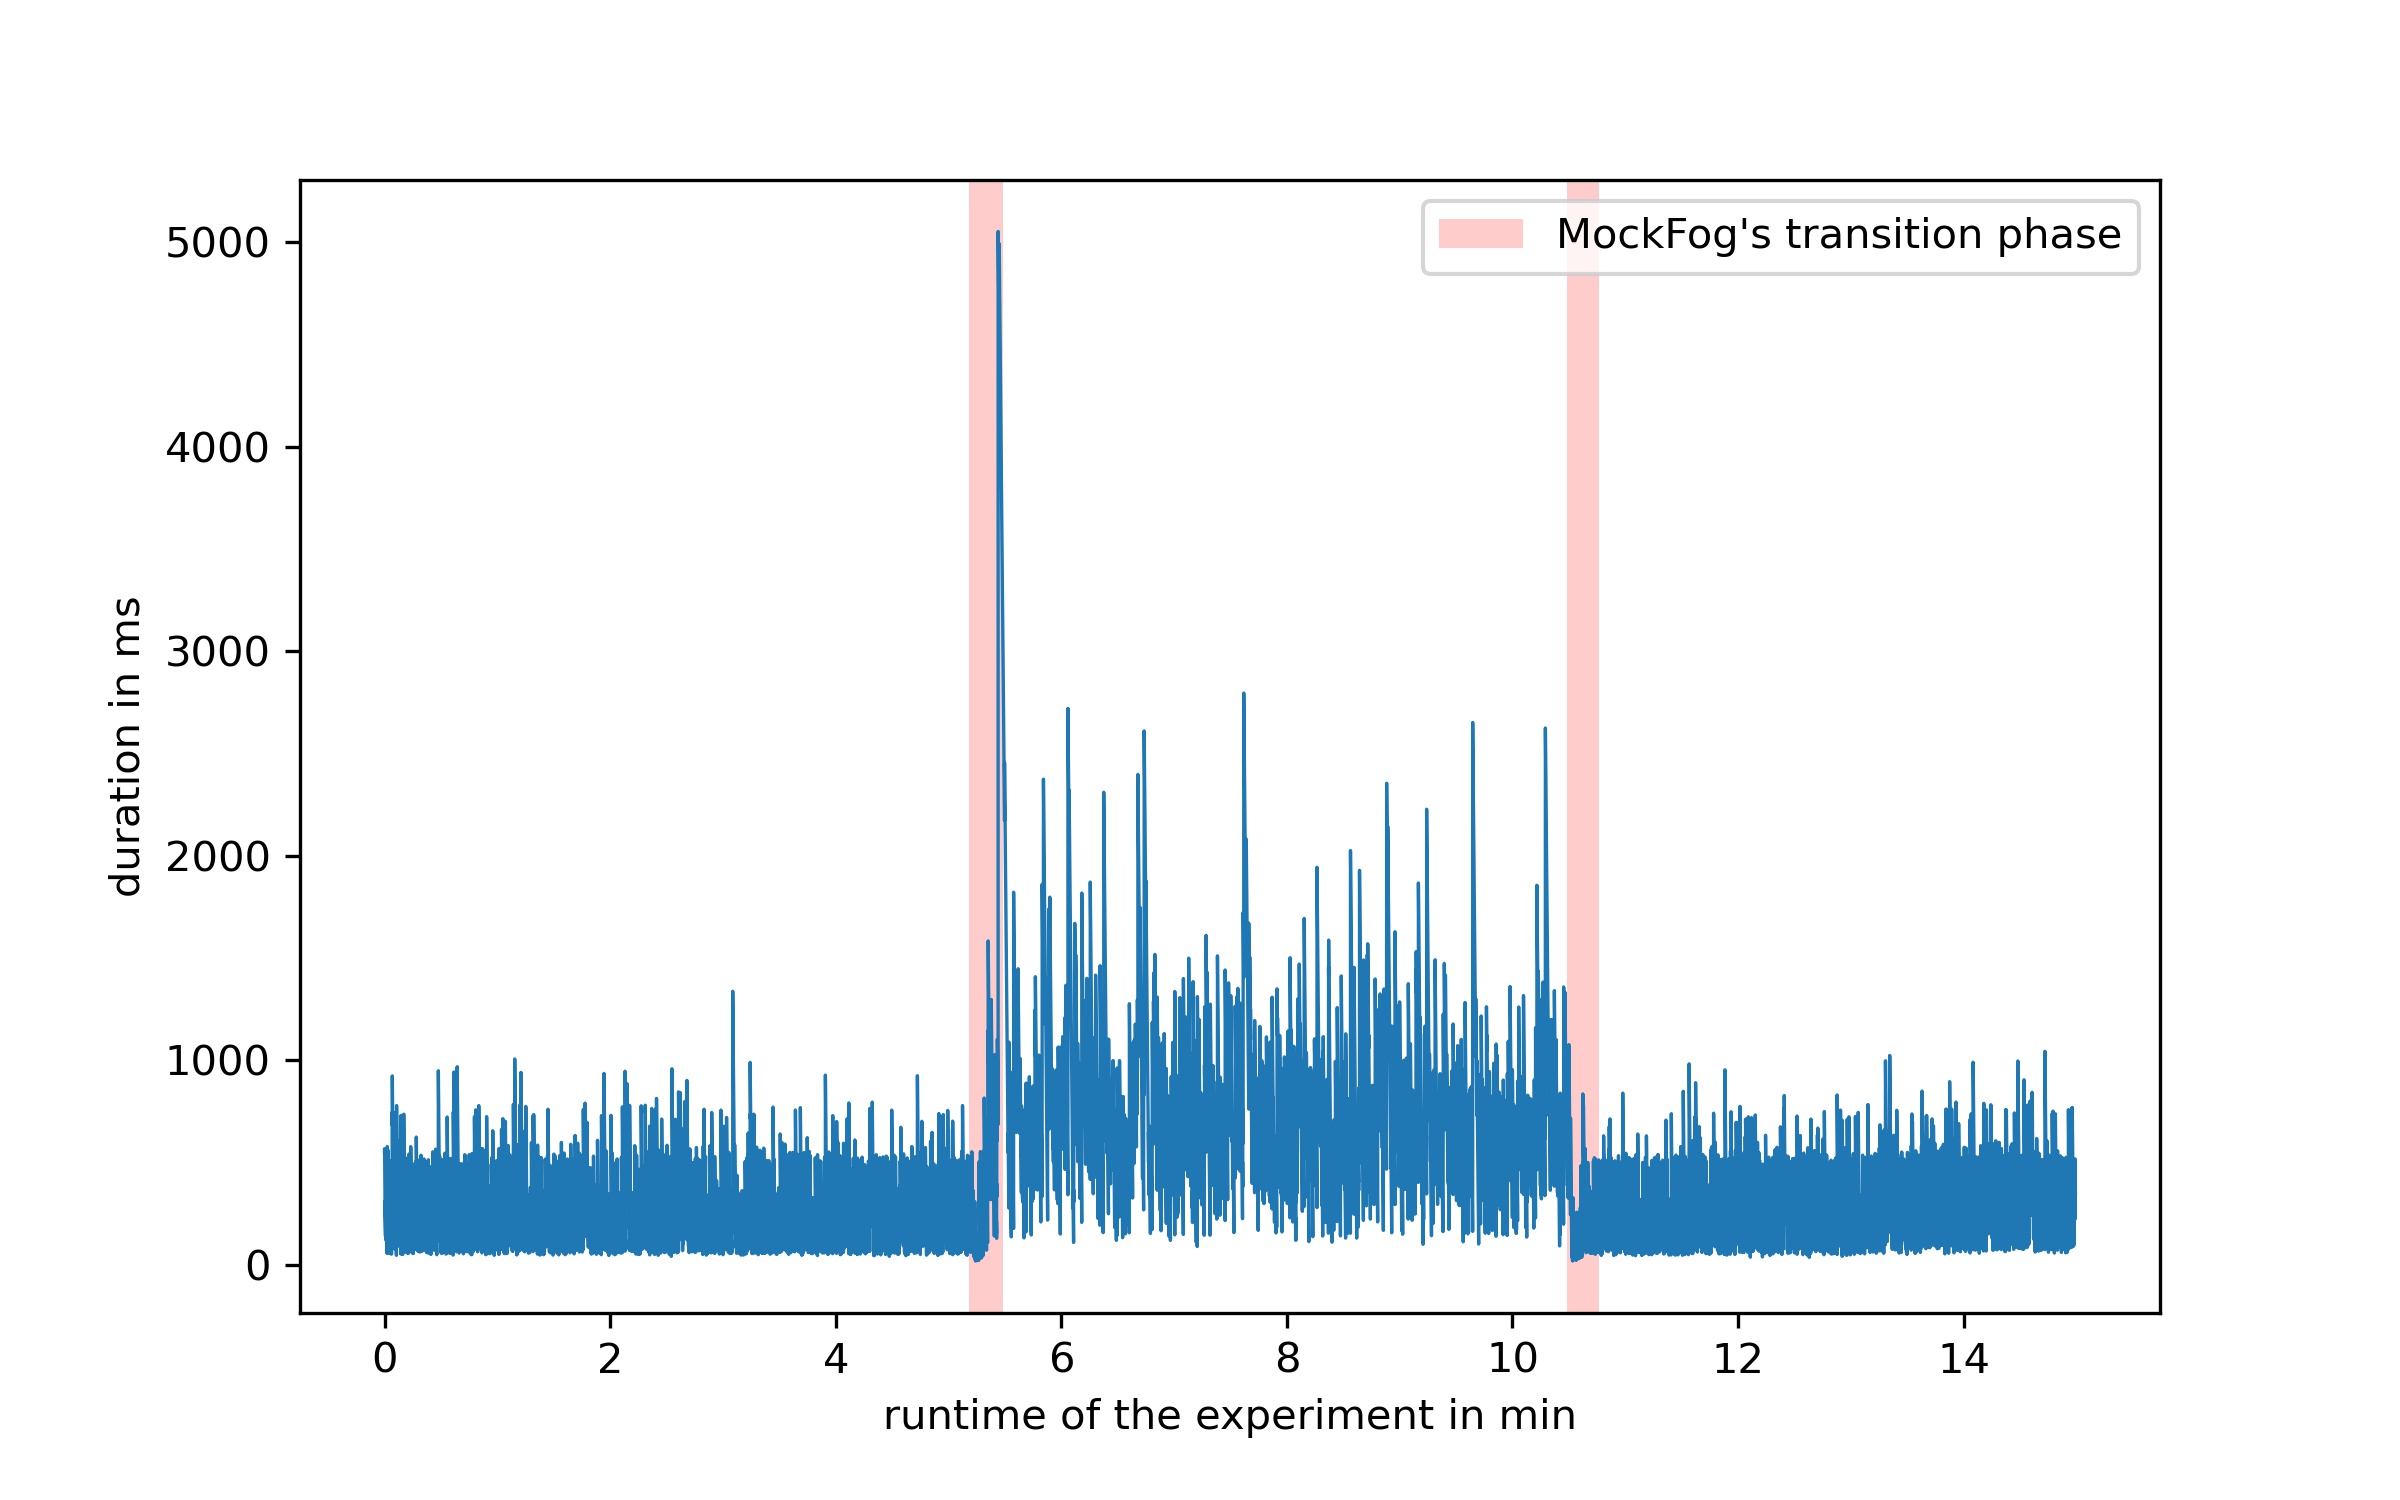 MockFog's transition phase
5000
4000
3000
2000
1000
0
duration in ms
0 2 4 6 8 10 12 14
runtime of the experiment in min